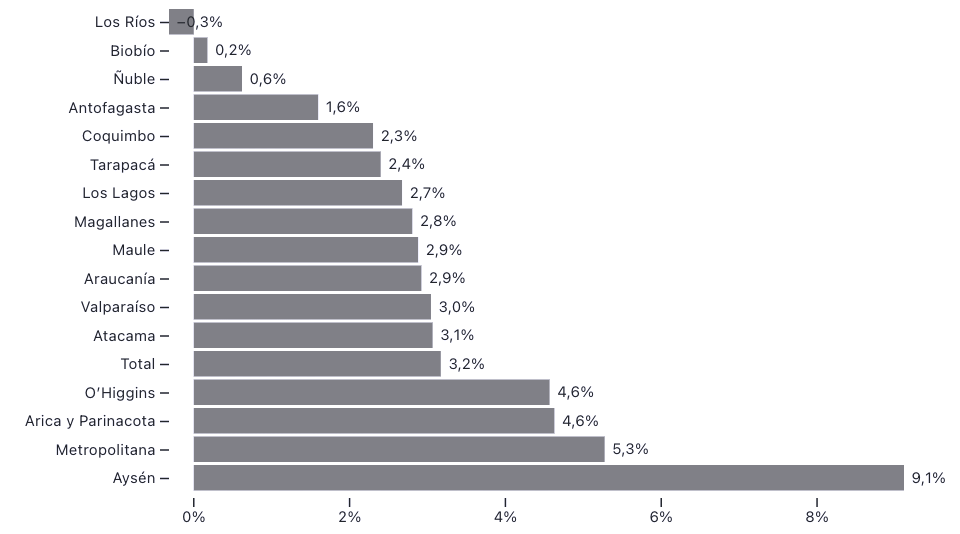 Los Ríos −0,3%
Biobío 0,2%
Ñuble 0,6%
Antofagasta 1,6%
Coquimbo 2,3%
Tarapacá 2,4%
Los Lagos 2,7%
Magallanes 2,8%
Maule 2,9%
Araucanía 2,9%
Valparaíso 3,0%
Atacama 3,1%
Total 3,2%
O’Higgins 4,6%
Arica y Parinacota 4,6%
Metropolitana 5,3%
Aysén 9,1%
0% 2% 4% 6% 8%